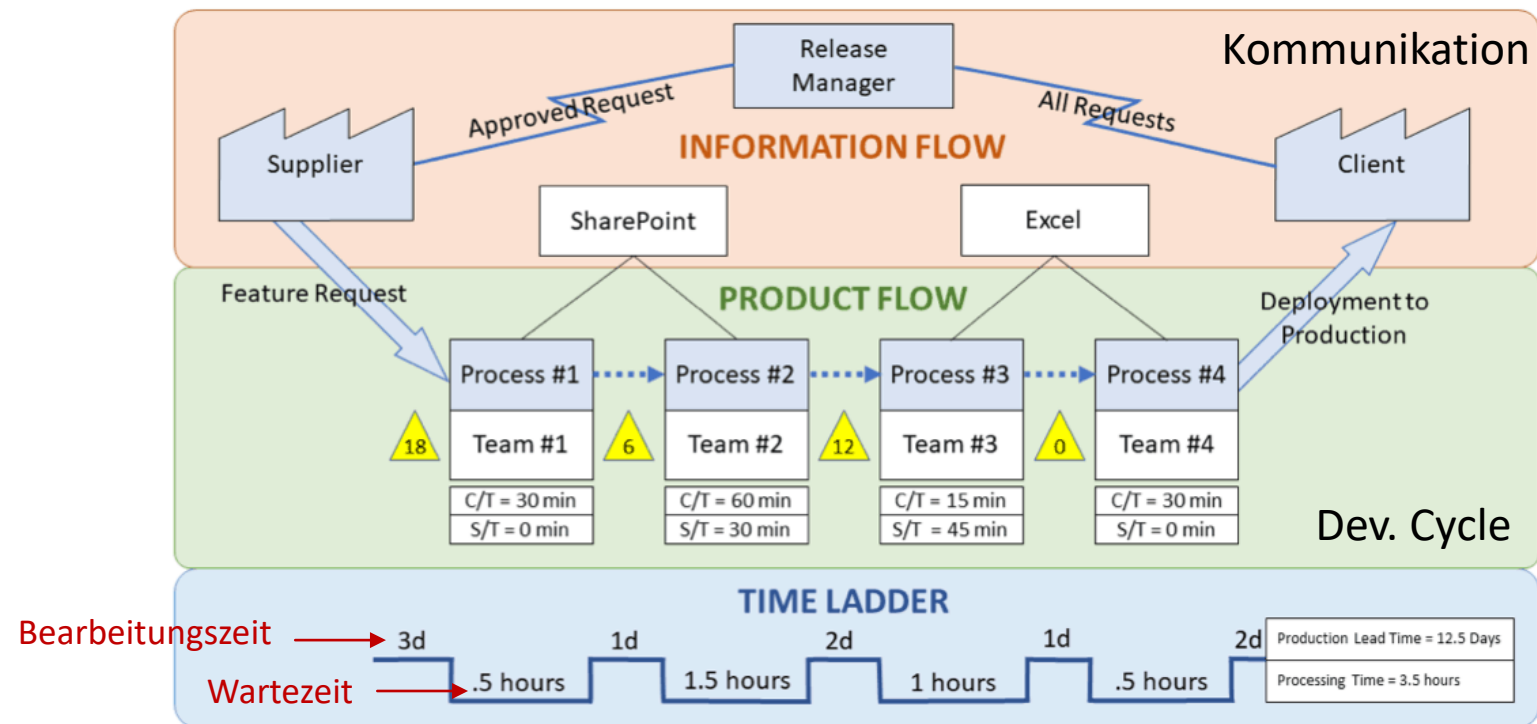 Kommunikation
Release
Manager
Approved Request
All Requests
INFORMATION FLOW
Supplier
Client
SharePoint
Excel
Feature Request
PRODUCT FLOW
Deployment to
Production
Process #1
Process #2
Process #3
Process #4
18
Team #1
6
Team #2
12
Team #3
0
Team #4
C/T = 30 min
C/T = 60 min
C/T = 15 min
C/T = 30 min
S/T = 0 min
S/T = 30 min
S/T = 45 min
S/T = 0 min
Dev. Cycle
TIME LADDER
Bearbeitungszeit
3d
1d
2d
1d
2d
Production Lead Time = 12.5 Days
Wartezeit
.5 hours
1.5 hours
1 hours
.5 hours
Processing Time = 3.5 hours